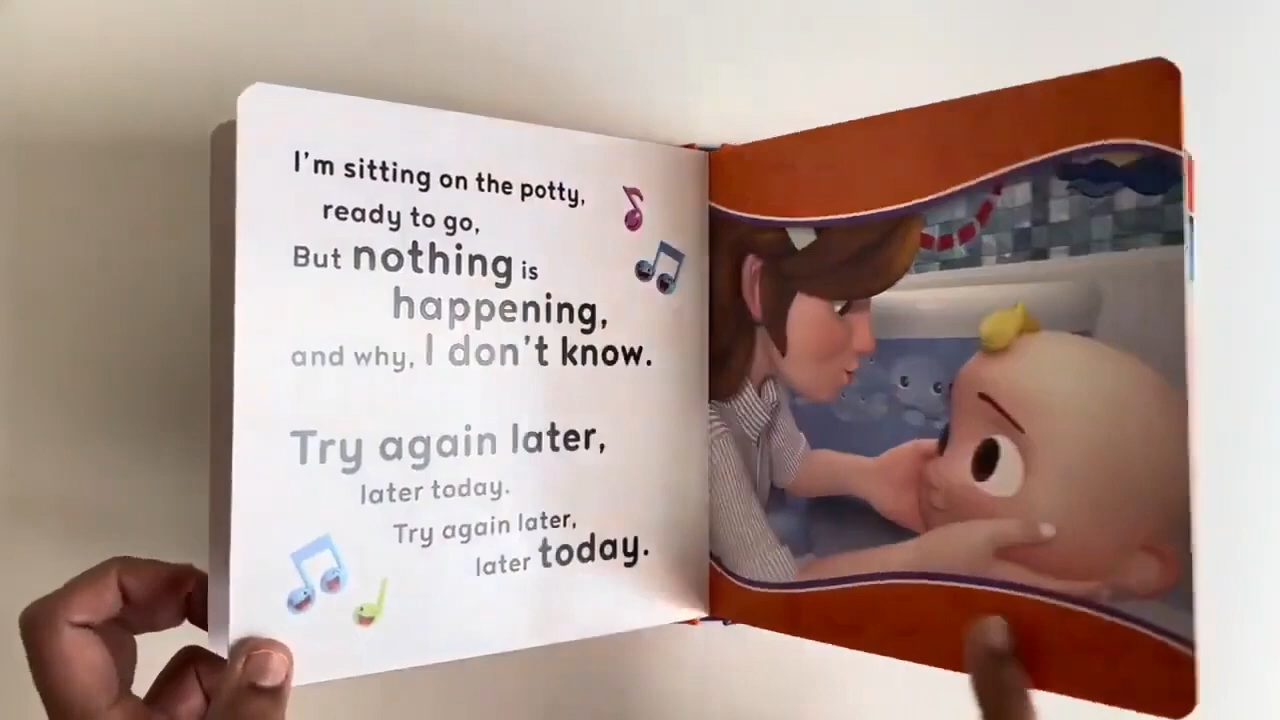 I'm sitting on the potty,
ready to go,
But nothing is
happening,
and why, I don't know.
Try again later,
later today.
Try again later,
later today.